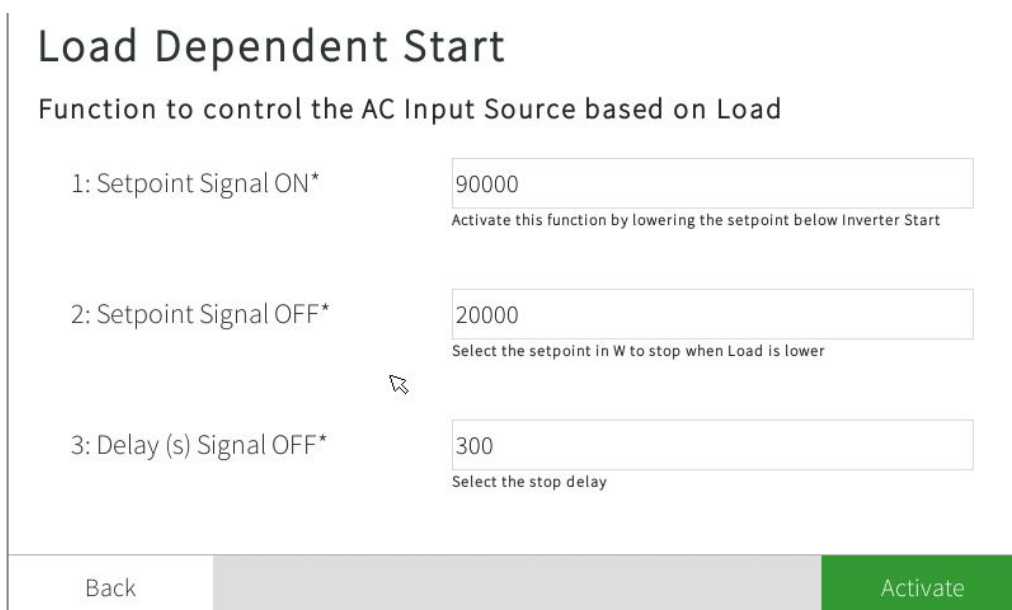 Load Dependent Start
Function to control the AC Input Source based on Load
1: Setpoint Signal ON*
90000
Activate this function by lowering the setpoint below Inverter Start
2: Setpoint Signal OFF*
20000
Select the setpoint in W to stop when Load is lower
3: Delay (s) Signal OFF*
300
Select the stop delay
Back
Activate